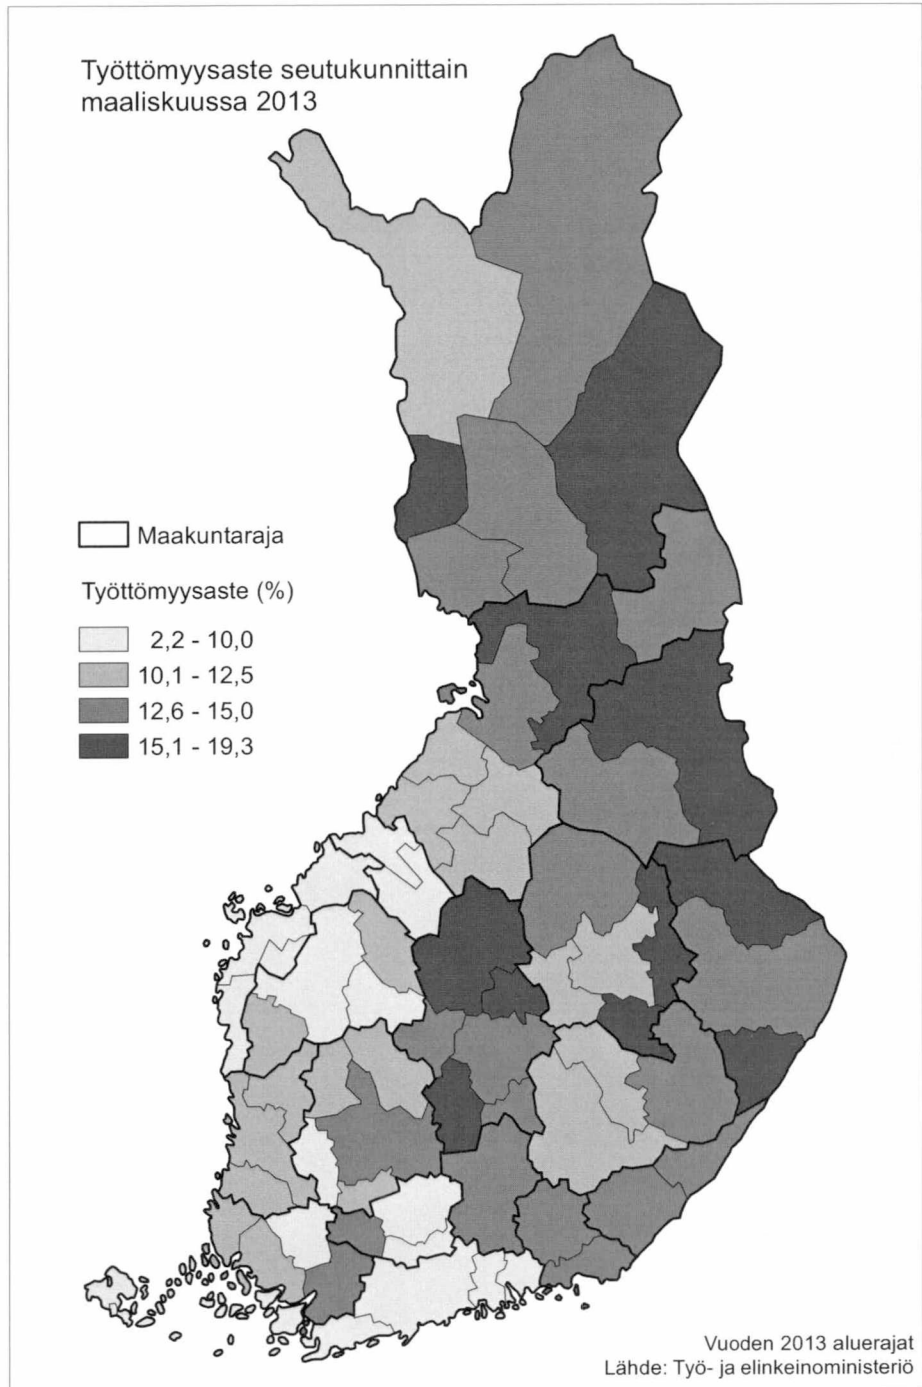 Työttömyysaste seutukunnittain
maaliskuussa 2013
Maakuntaraja
Työttömyysaste (%)
2,2 - 10,0
10,1 - 12,5
12,6 - 15,0
15,1 - 19,3
Vuoden 2013 aluerajat
Lähde: Työ- ja elinkeinoministeriö